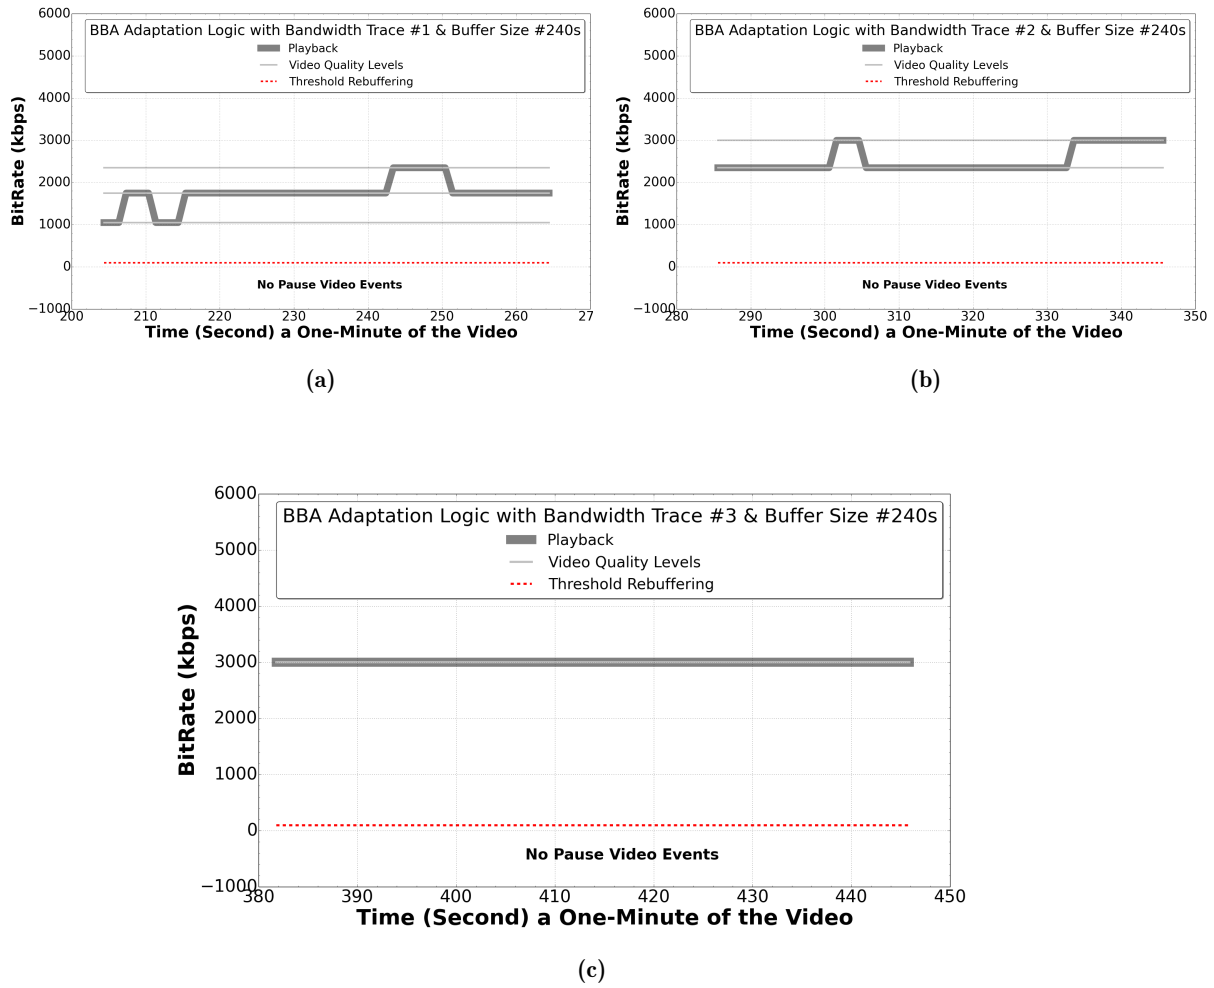 BBA Adaptation Logic with Bandwidth Trace #1 & Buffer Size #240s
Playback
Video Quality Levels
Threshold Rebuffering
BitRate (kbps)
6000
5000
4000
3000
2000
1000
0
−1000
No Pause Video Events
200 210 220 230 240 250 260 27
Time (Second) a One-Minute of the Video
(a)
BBA Adaptation Logic with Bandwidth Trace #2 & Buffer Size #240s
Playback
Video Quality Levels
Threshold Rebuffering
BitRate (kbps)
6000
5000
4000
3000
2000
1000
0
−1000
No Pause Video Events
280 290 300 310 320 330 340 350
Time (Second) a One-Minute of the Video
(b)
BBA Adaptation Logic with Bandwidth Trace #3 & Buffer Size #240s
Playback
Video Quality Levels
Threshold Rebuffering
BitRate (kbps)
6000
5000
4000
3000
2000
1000
0
−1000
No Pause Video Events
380 390 400 410 420 430 440 450
Time (Second) a One-Minute of the Video
(c)